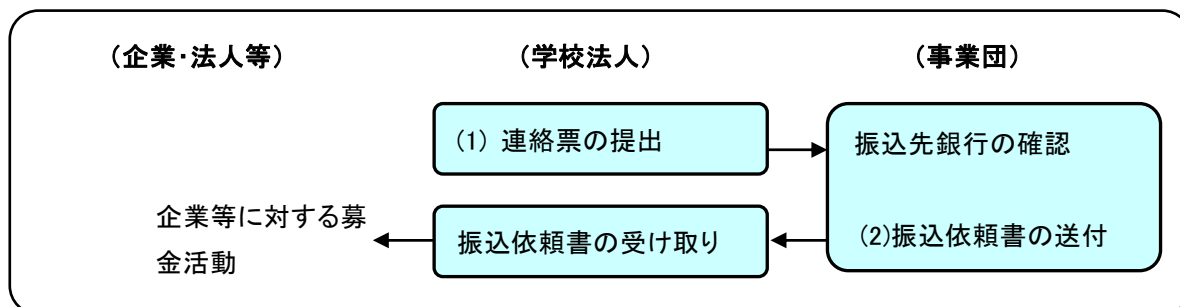 （企業・法人等）
（学校法人）
（事業団）
(1) 連絡票の提出
振込先銀行の確認
企業等に対する募
金活動
振込依頼書の受け取り
(2)振込依頼書の送付